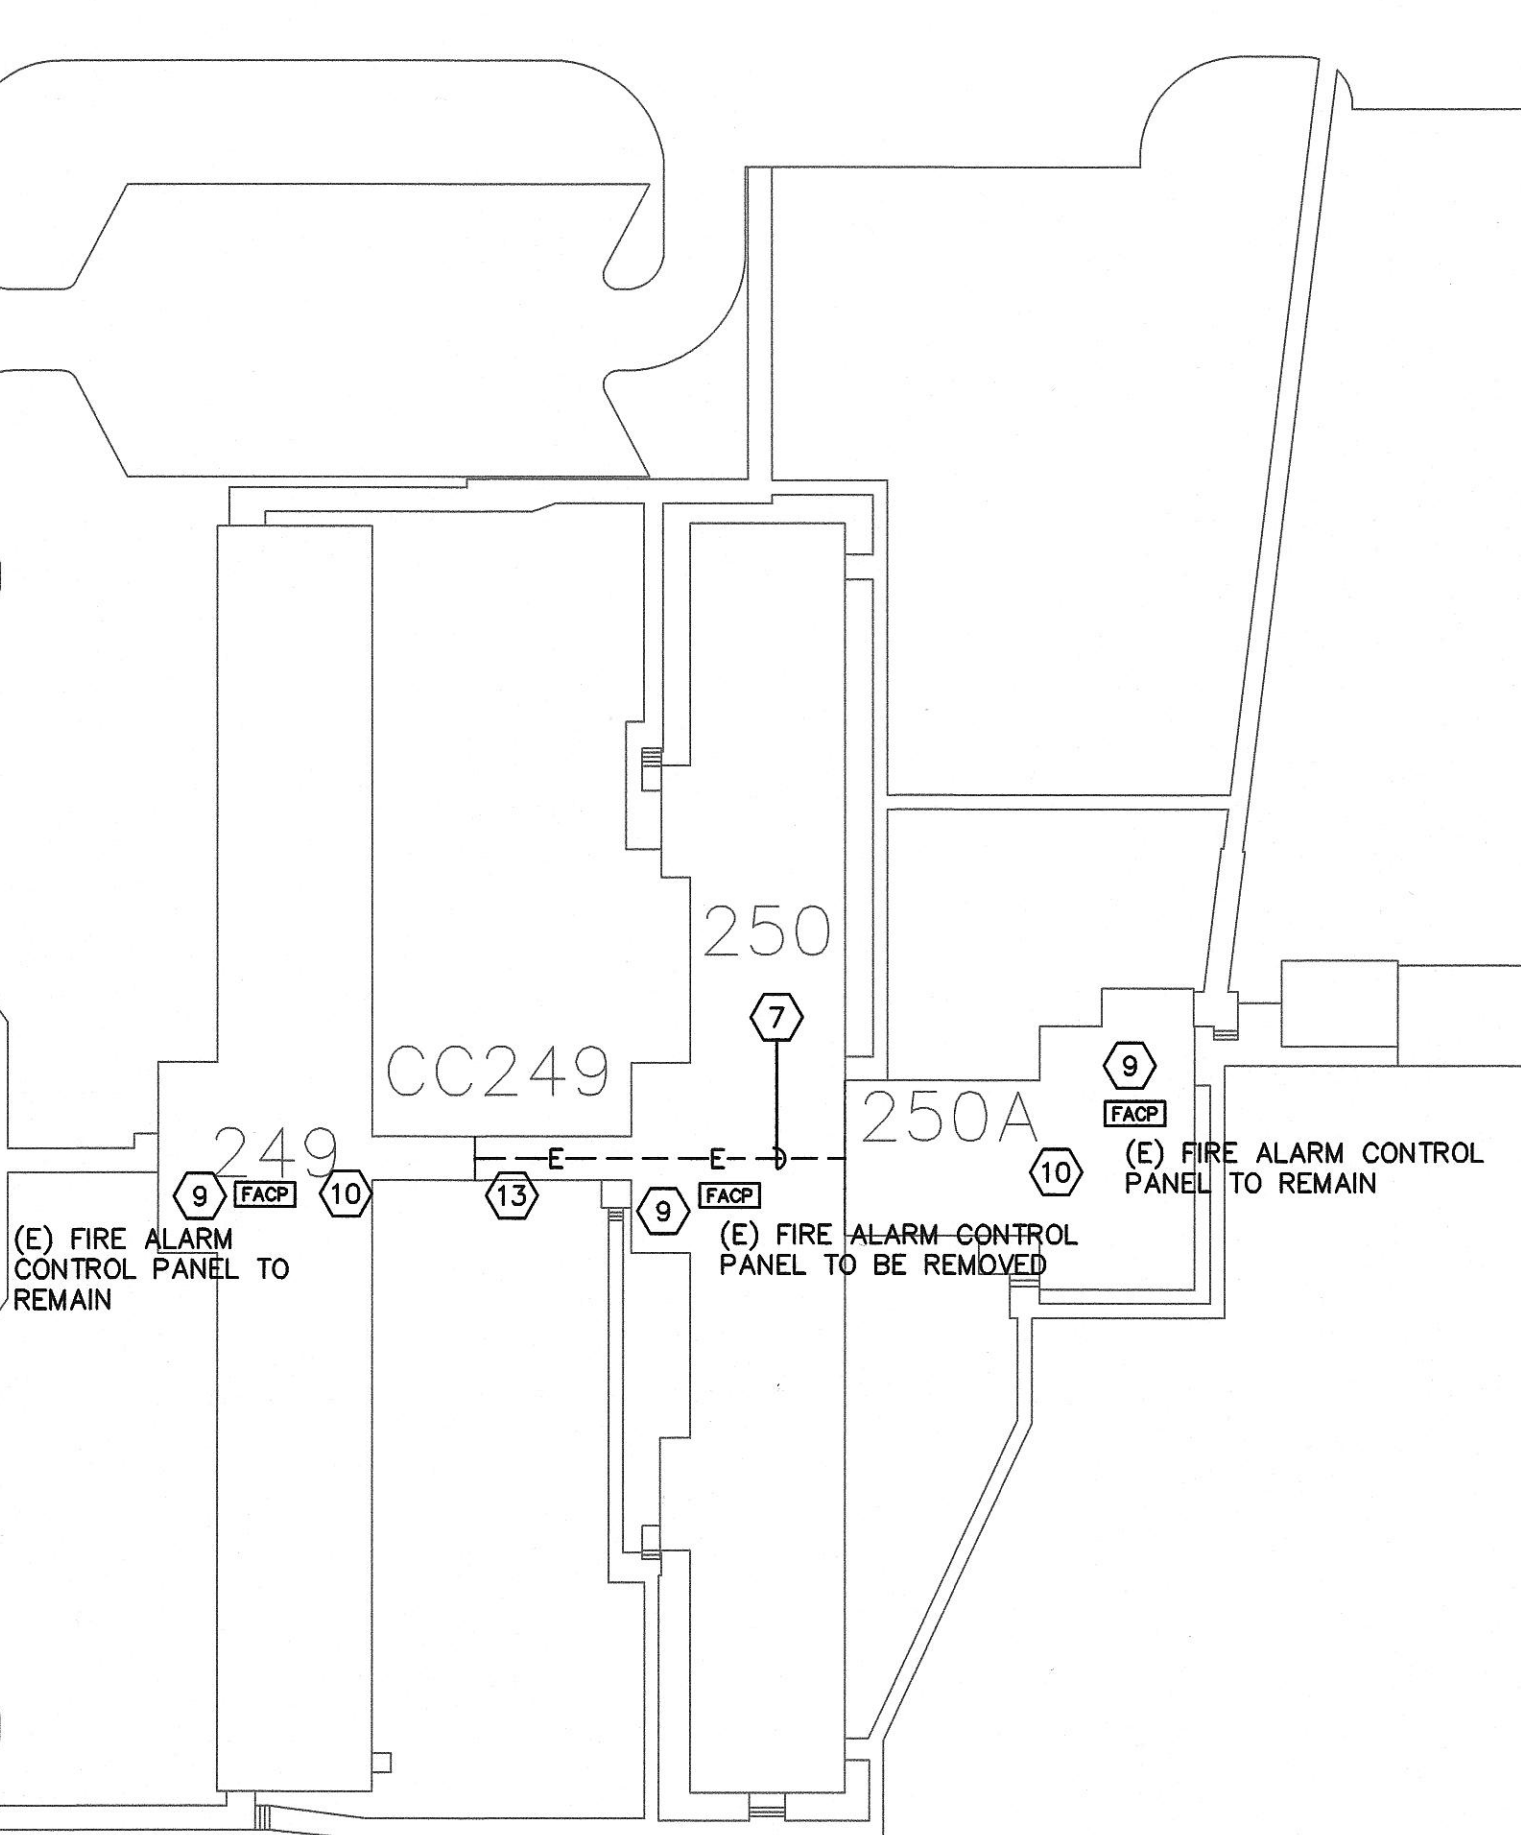 250
7
CC249
9
FACP
250A
(E) FIRE ALARM CONTROL
PANEL TO REMAIN
10
249
9
FACP
10
E
E
13
9
FACP
(E) FIRE ALARM
CONTROL PANEL TO
REMAIN
(E) FIRE ALARM CONTROL
PANEL TO BE REMOVED